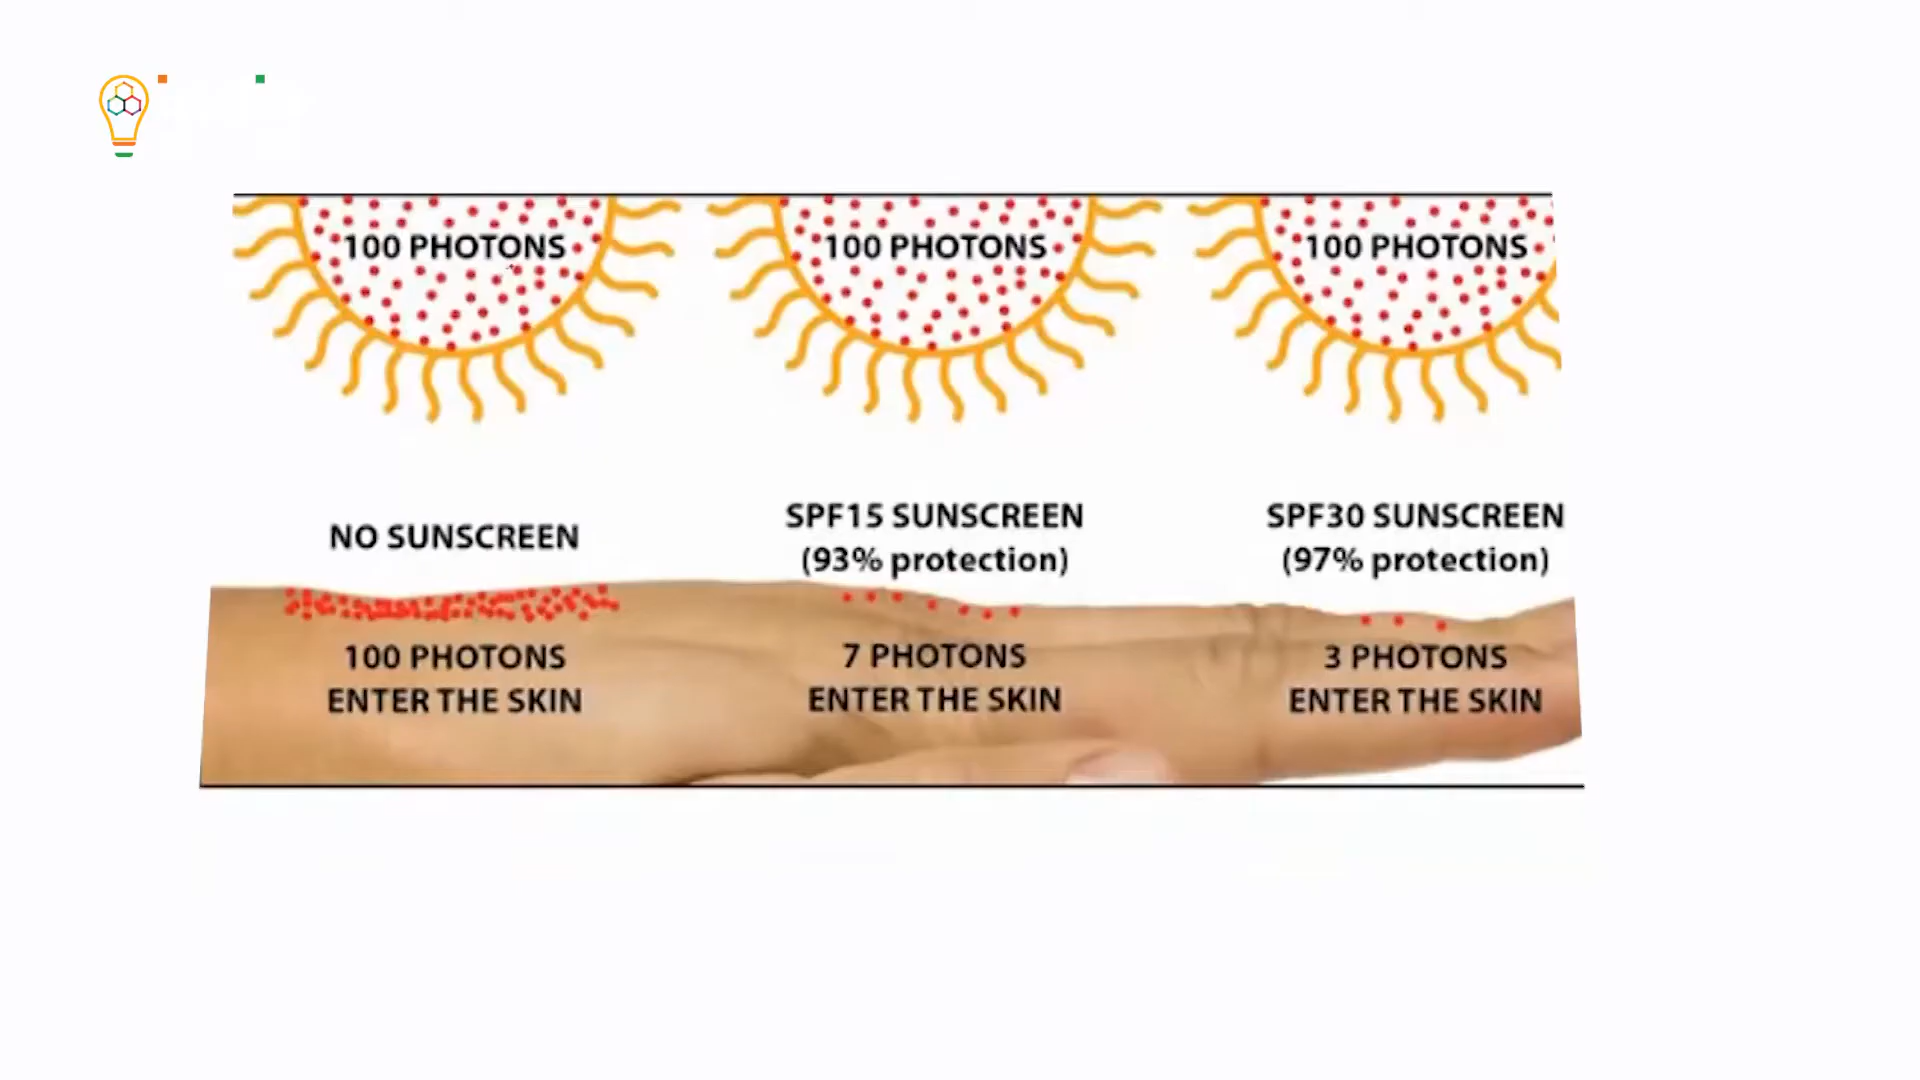 100 PHOTONS
100 PHOTONS
100 PHOTONS
NO SUNSCREEN
SPF15 SUNSCREEN
(93% protection)
SPF30 SUNSCREEN
(97% protection)
100 PHOTONS
ENTER THE SKIN
7 PHOTONS
ENTER THE SKIN
3 PHOTONS
ENTER THE SKIN